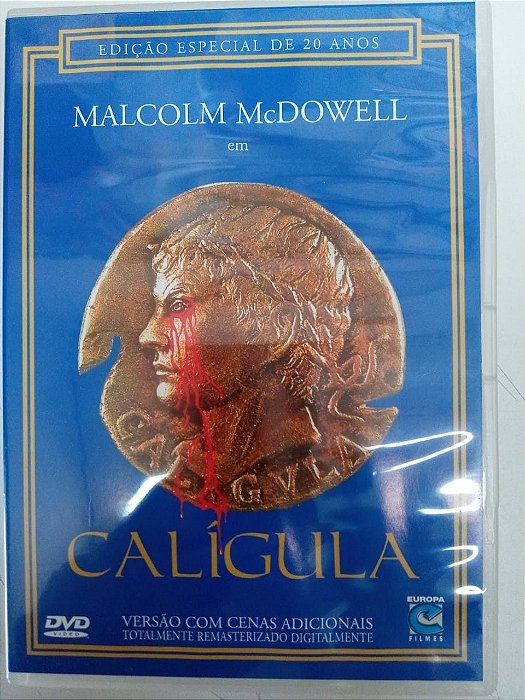 EDIÇÃO ESPECIAL DE 20 ANOS
MALCOLM McDOWELL
em
CALÍGULA
DVD
VIDEO
VERSÃO COM CENAS ADICIONAIS
TOTALMENTE REMASTERIZADO DIGITALMENTE
EUROPA
FILMES